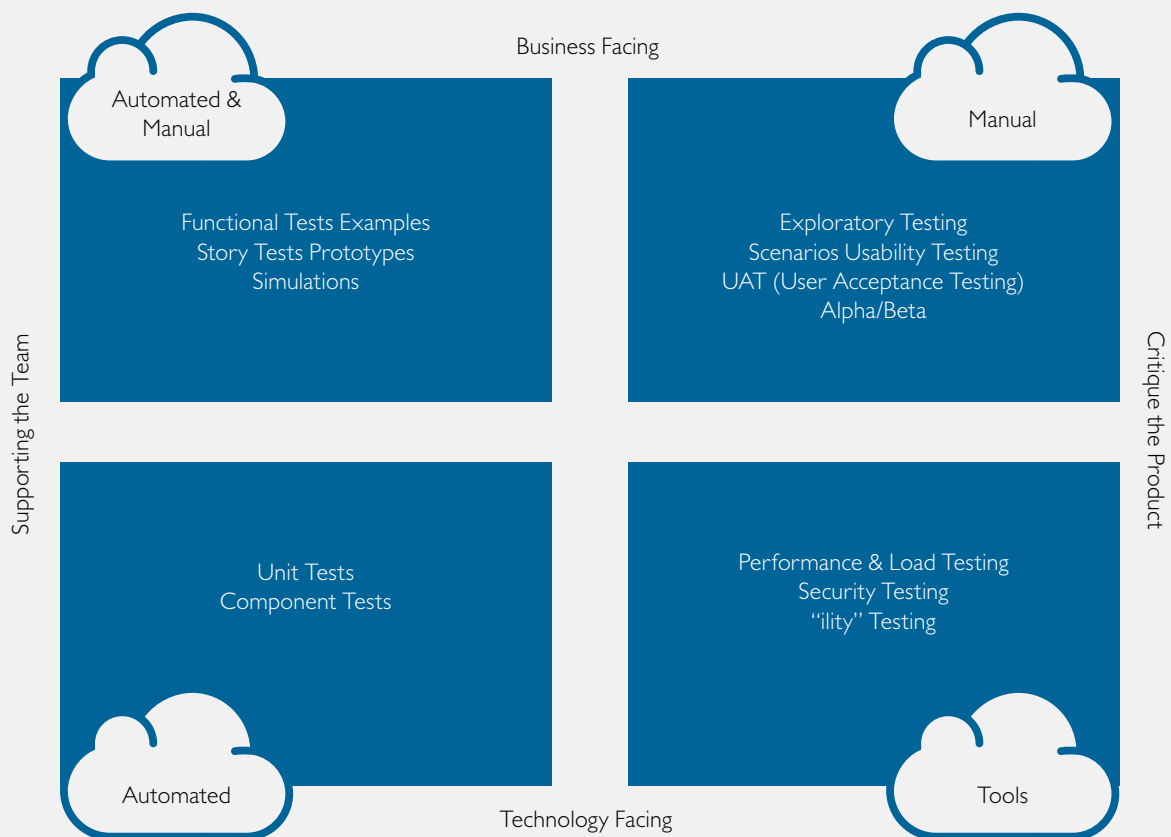 Business Facing
Automated &
Manual
Manual
Functional Tests Examples
Story Tests Prototypes
Simulations
Exploratory Testing
Scenarios Usability Testing
UAT (User Acceptance Testing)
Alpha/Beta
Supporting the Team
Critique the Product
Unit Tests
Component Tests
Performance & Load Testing
Security Testing
“ility” Testing
Automated
Tools
Technology Facing